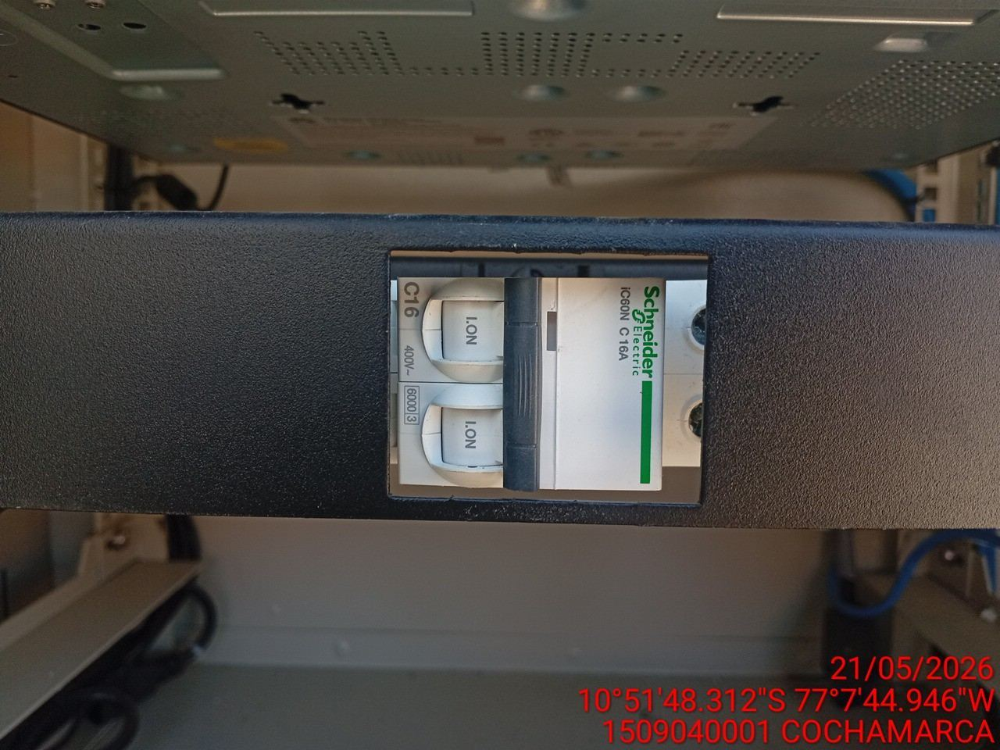 C16
400V~
6000 3
I.ON
I.ON
Schneider
Electric
iC60N C 16A
21/05/2026
10°51'48.312"S 77°7'44.946"W
1509040001 COCHAMARCA